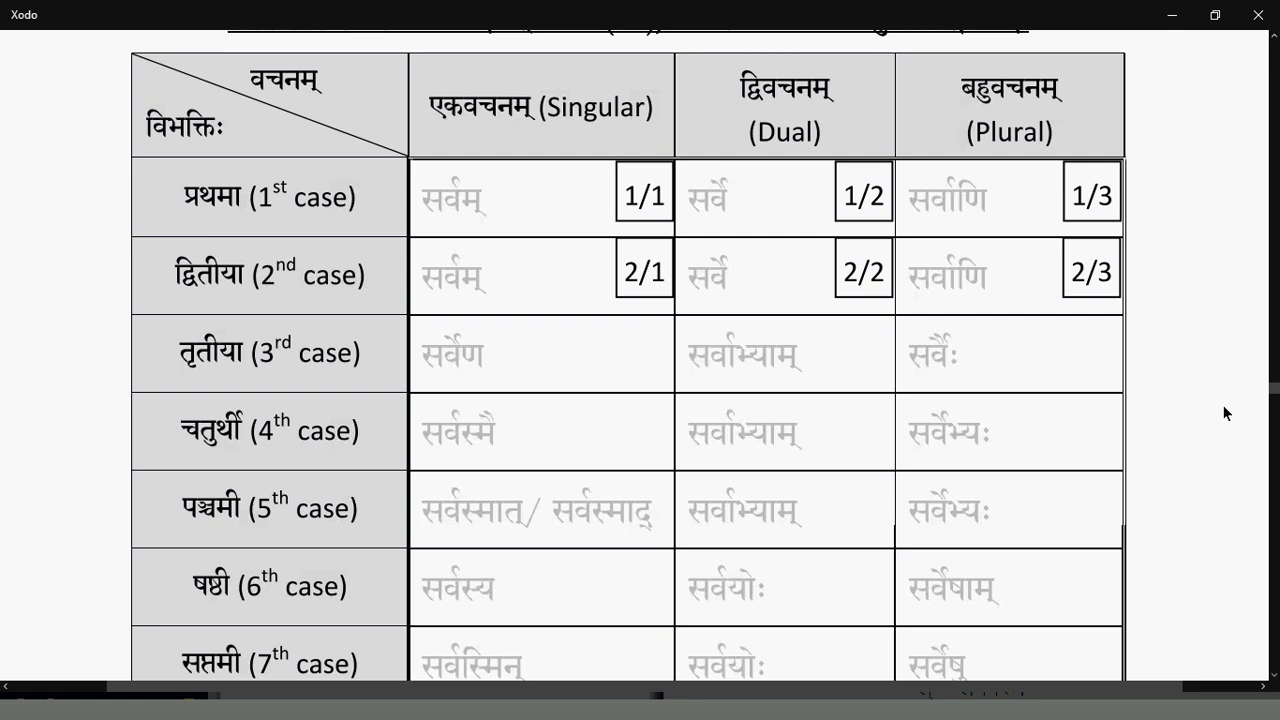 Xodo
वचनम्
विभक्तिः
एकवचनम् (Singular)
द्विवचनम्
(Dual)
बहुवचनम्
(Plural)
प्रथमा (1st case)
सर्वम् 1/1
सर्वे 1/2
सर्वाणि 1/3
द्वितीया (2nd case)
सर्वम् 2/1
सर्वे 2/2
सर्वाणि 2/3
तृतीया (3rd case)
सर्वेण
सर्वाभ्याम्
सर्वैः
चतुर्थी (4th case)
सर्वस्मै
सर्वाभ्याम्
सर्वेभ्यः
पञ्चमी (5th case)
सर्वस्मात्/ सर्वस्माद्
सर्वाभ्याम्
सर्वेभ्यः
षष्ठी (6th case)
सर्वस्य
सर्वयोः
सर्वेषाम्
सप्तमी (7th case)
सर्वस्मिन्
सर्वयोः
सर्वेषु